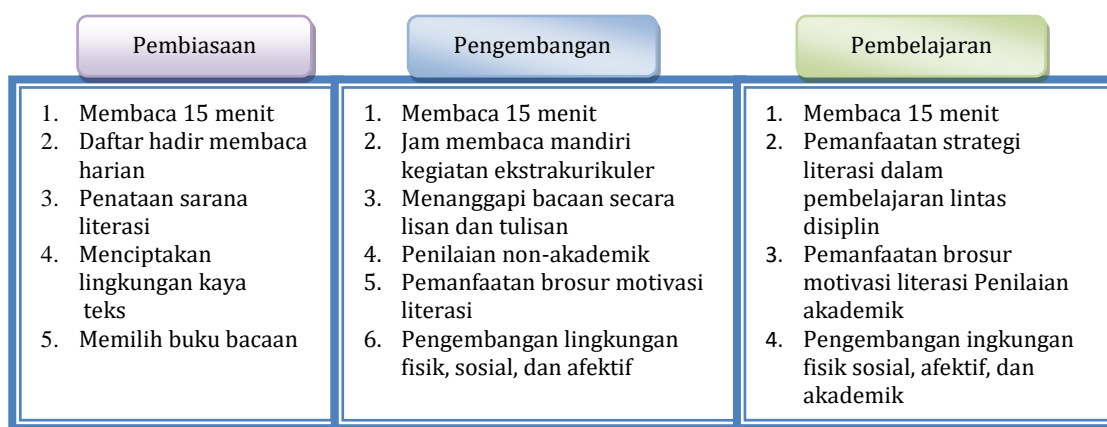 Pembiasaan
1. Membaca 15 menit
2. Daftar hadir membaca
harian
3. Penataan sarana
literasi
4. Menciptakan
lingkungan kaya
teks
5. Memilih buku bacaan
Pengembangan
1. Membaca 15 menit
2. Jam membaca mandiri
kegiatan ekstrakurikuler
3. Menanggapi bacaan secara
lisan dan tulisan
4. Penilaian non-akademik
5. Pemanfaatan brosur motivasi
literasi
6. Pengembangan lingkungan
fisik, sosial, dan afektif
Pembelajaran
1. Membaca 15 menit
2. Pemanfaatan strategi
literasi dalam
pembelajaran lintas
disiplin
3. Pemanfaatan brosur
motivasi literasi Penilaian
akademik
4. Pengembangan ingkungan
fisik sosial, afektif, dan
akademik